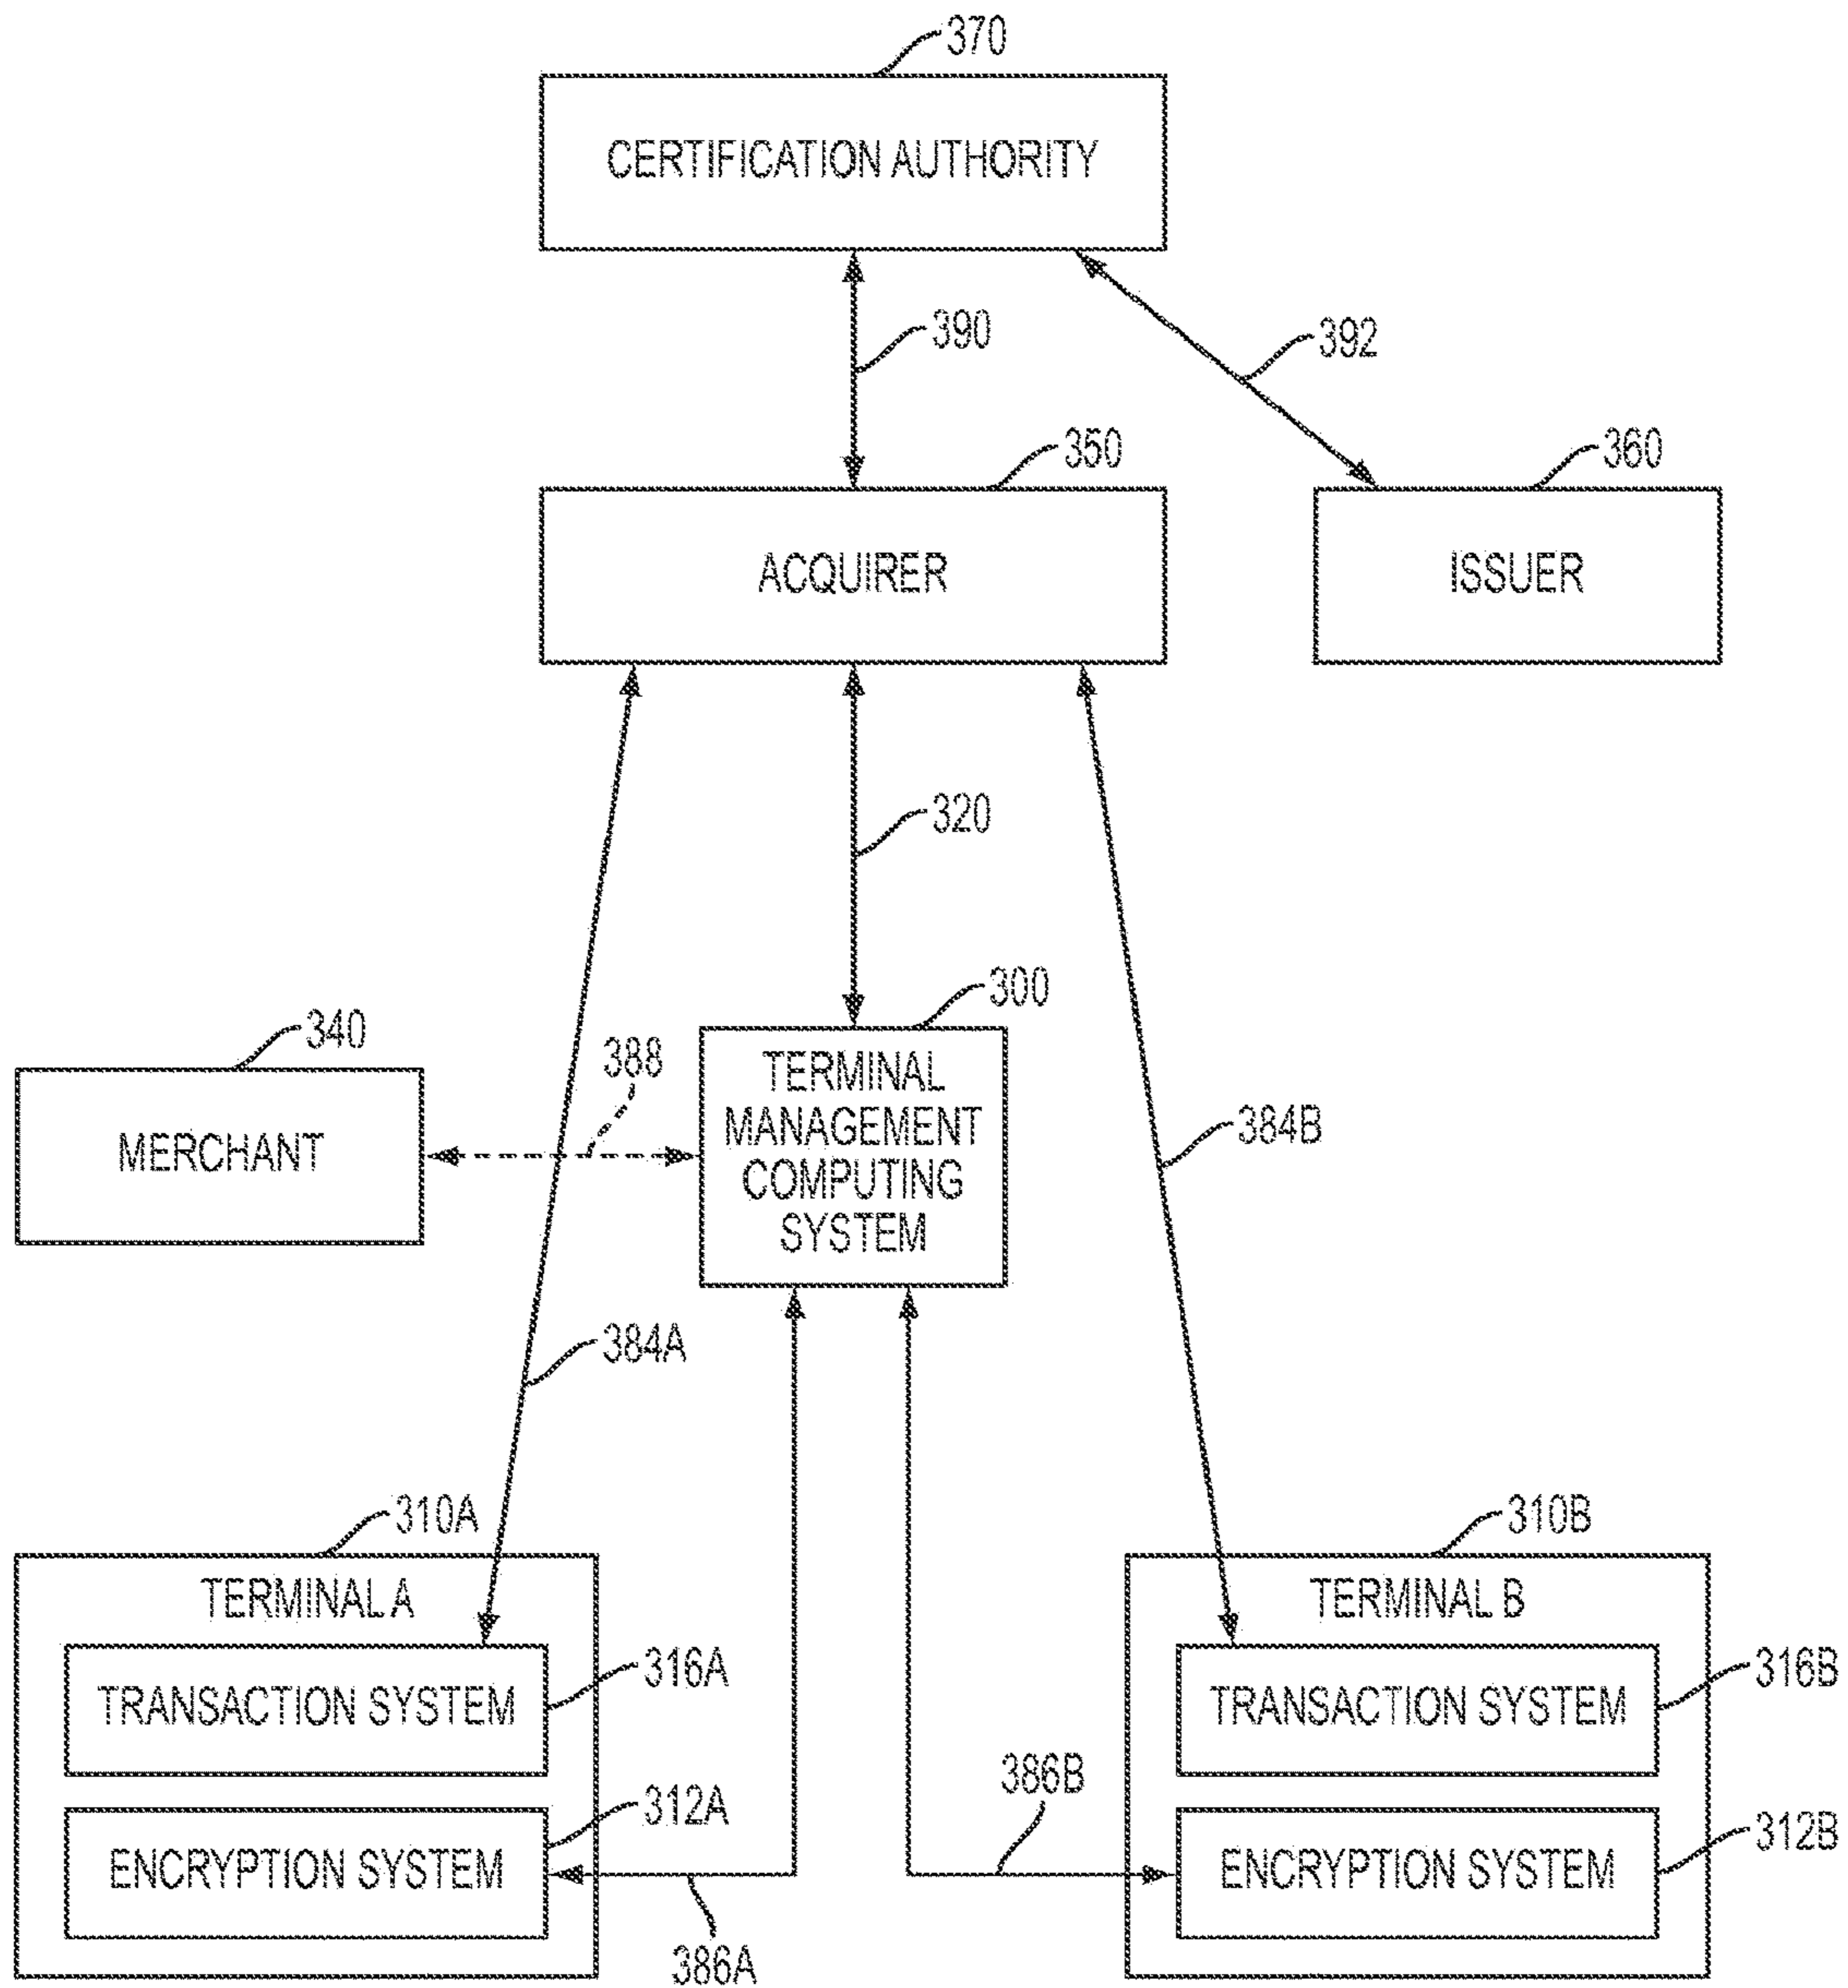 370
CERTIFICATION AUTHORITY
390
392
350
360
ACQUIRER
ISSUER
320
300
340
388
TERMINAL
MANAGEMENT
COMPUTING
SYSTEM
MERCHANT
384B
384A
310A
310B
TERMINAL A
TERMINAL B
316A
316B
TRANSACTION SYSTEM
TRANSACTION SYSTEM
386B
312A
312B
ENCRYPTION SYSTEM
ENCRYPTION SYSTEM
386A